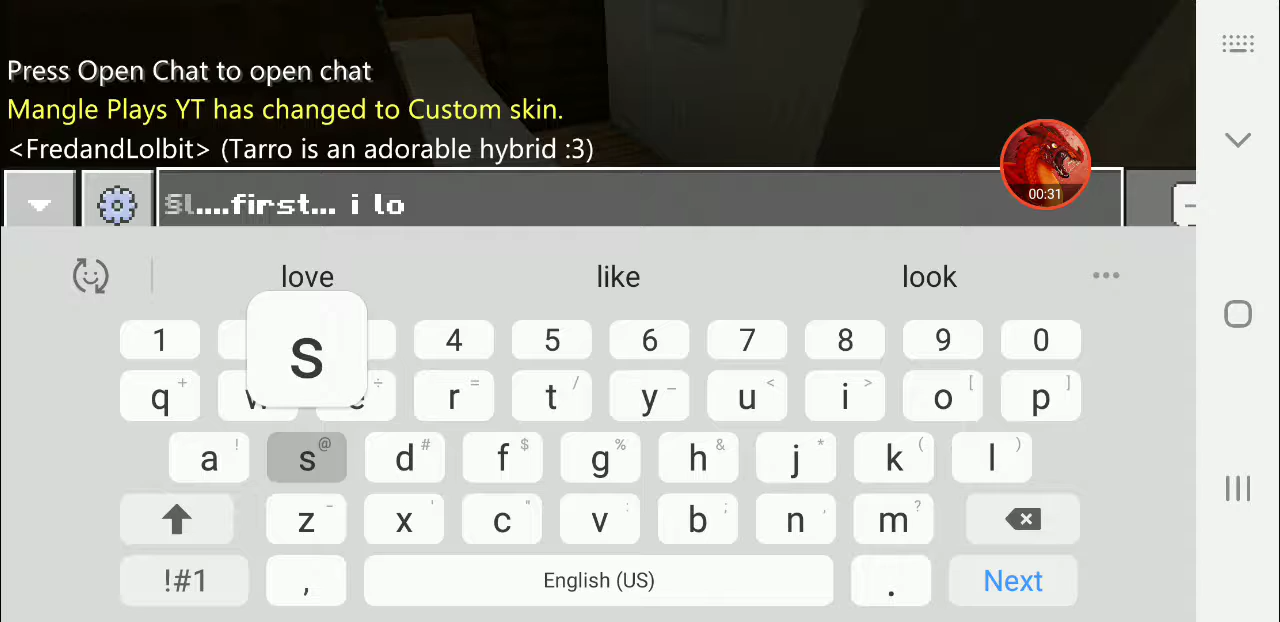 Press Open Chat to open chat
Mangle Plays YT has changed to Custom skin.
<FredandLolbit> (Tarro is an adorable hybrid :3)
00:31
Sl....first... i lo
love like look
s
1 4 5 6 7 8 9 0
q + w e ÷ r = t / y _ u < i > o [ p ]
a ! s @ d # f $ g % h & j * k ( l )
z - x ' c " v : b ; n , m ?
!#1 , English (US) . Next